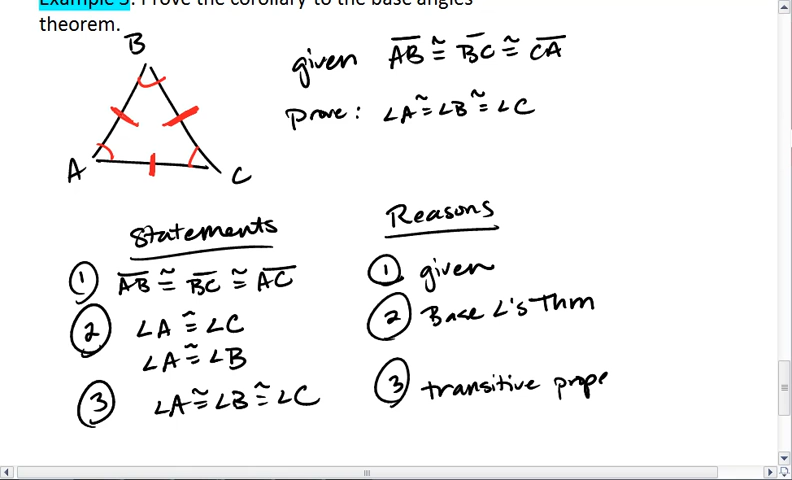 Example 3: Prove the corollary to the base angles
theorem.
B
given AB ≅ BC ≅ CA
prove: ∠A ≅ ∠B ≅ ∠C
A
C
Statements
Reasons
① AB ≅ BC ≅ AC
① given
② ∠A ≅ ∠C
② Base ∠'s Thm
∠A ≅ ∠B
③ ∠A ≅ ∠B ≅ ∠C
③ transitive prope